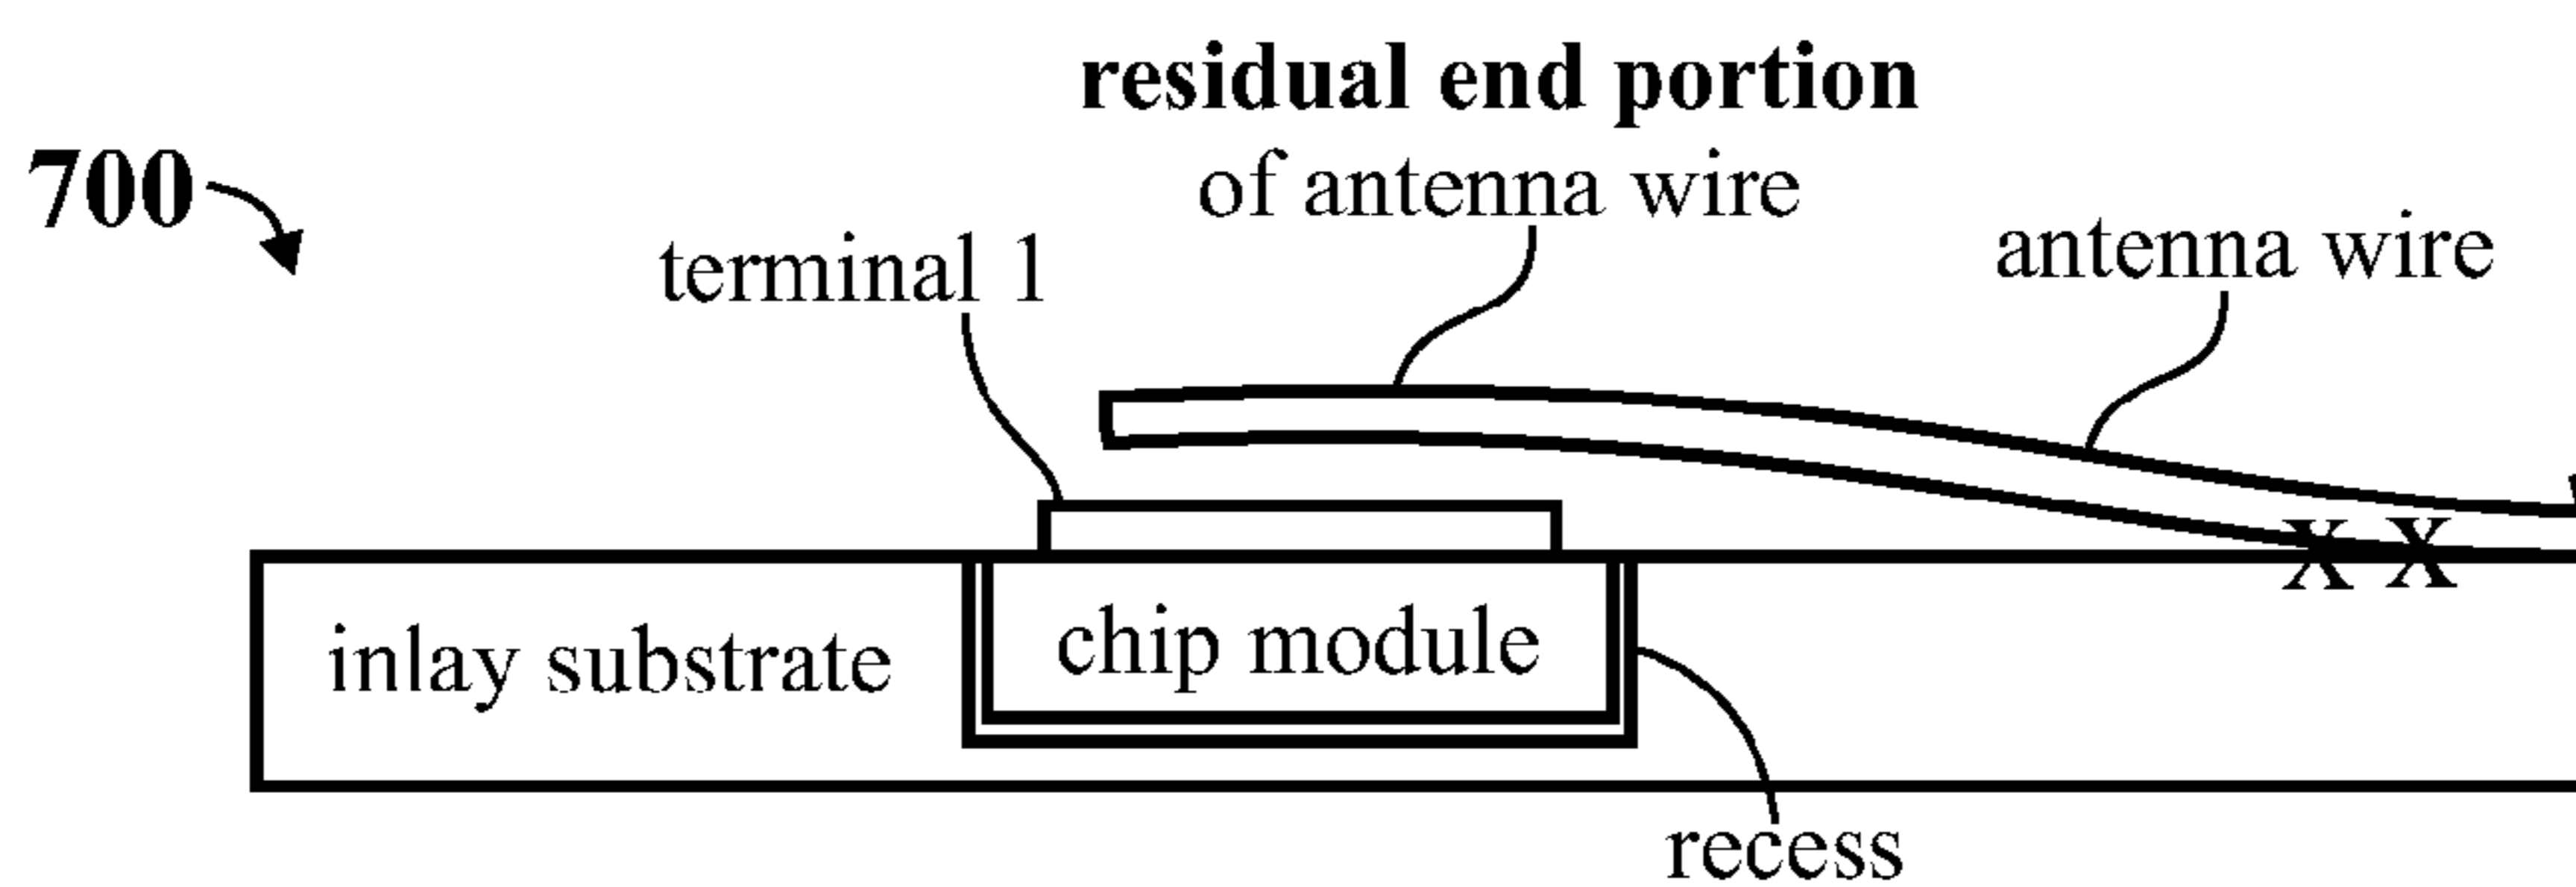 residual end portion
of antenna wire
700
terminal 1
antenna wire
X X
inlay substrate
chip module
recess